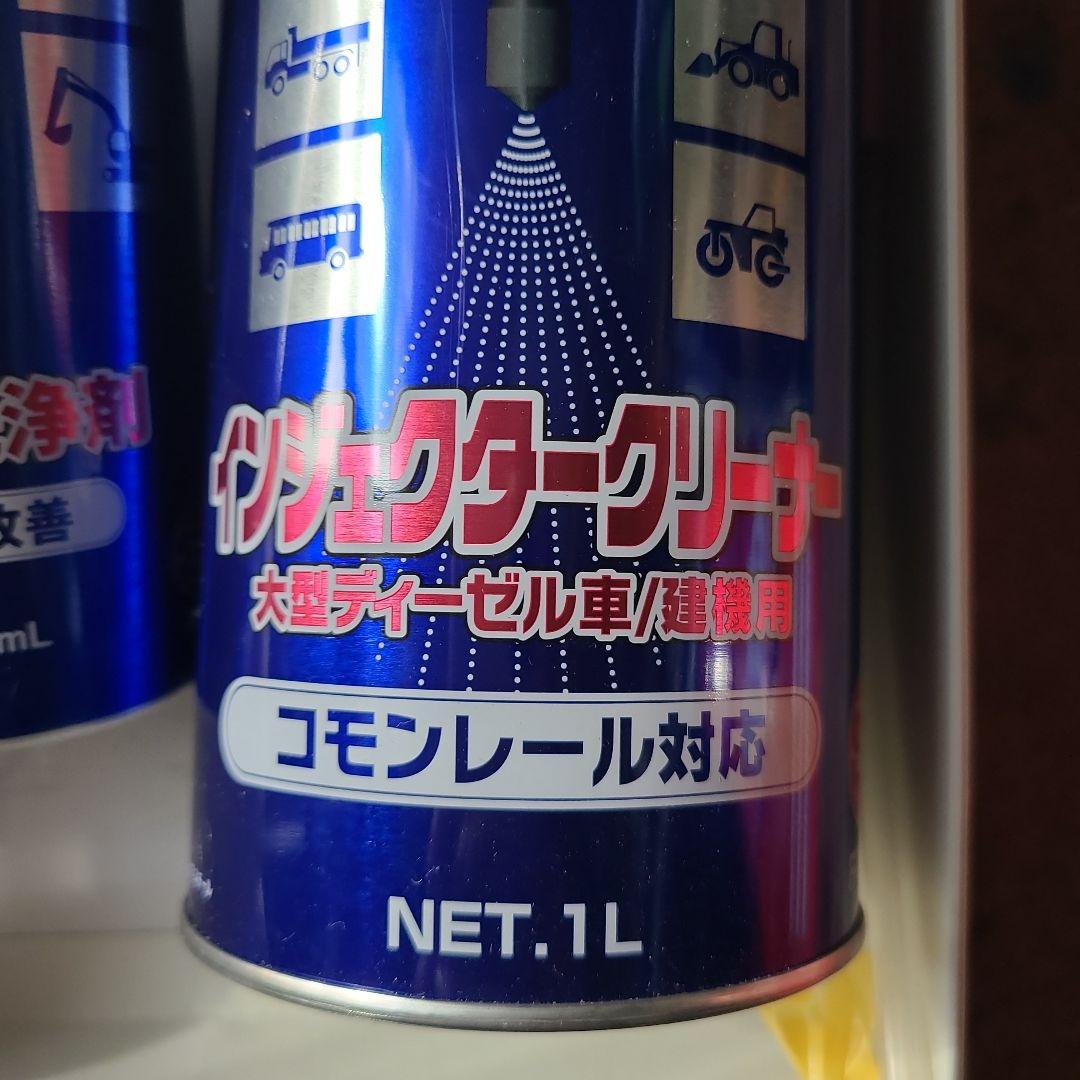 浄剤
改善
mL
インジェクタークリーナー
大型ディーゼル車/建機用
コモンレール対応
NET.1L